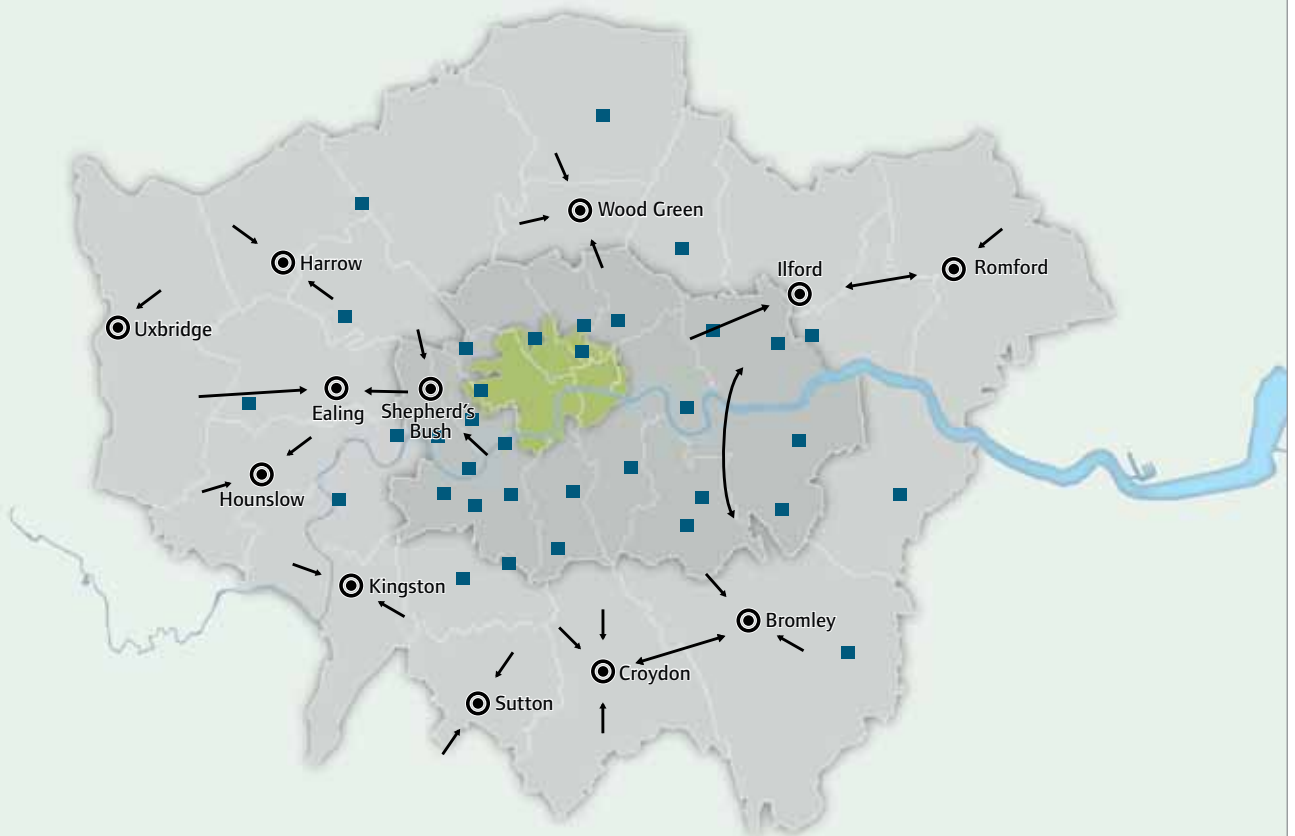 Wood Green
Harrow
Ilford
Romford
Uxbridge
Ealing
Shepherd's
Bush
Hounslow
Kingston
Bromley
Croydon
Sutton